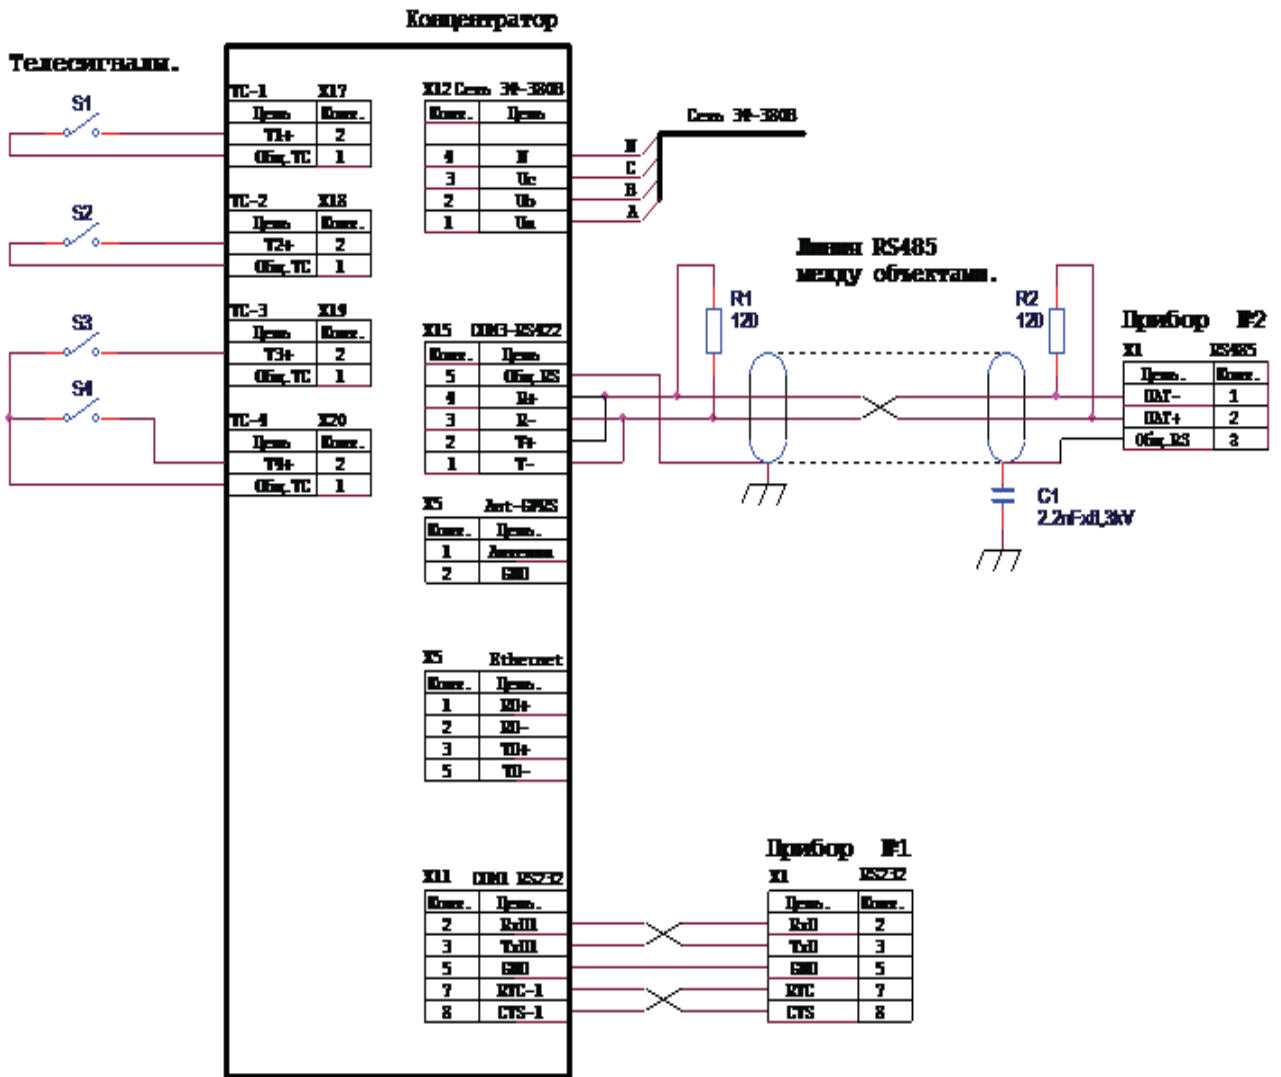 Концентратор
Телесигналы.
S1
S2
S3
S4
ТС-1 X17
Цепь Конт.
T1+ 2
Общ.ТС 1
ТС-2 X18
Цепь Конт.
T2+ 2
Общ.ТС 1
ТС-3 X19
Цепь Конт.
T3+ 2
Общ.ТС 1
ТС-4 X20
Цепь Конт.
T4+ 2
Общ.ТС 1
X12 Сеть 3Ф-380В
Конт. Цепь
4 N
3 Uc
2 Ub
1 Ua
Сеть 3Ф-380В
N
C
B
A
X15 COM3-RS422
Конт. Цепь
5 Общ.RS
4 R+
3 R-
2 T+
1 T-
Линия RS485
между объектами.
R1
120
R2
120
C1
2.2nFx0,3kV
Прибор №2
X1 RS485
Цепь. Конт.
DAT- 1
DAT+ 2
Общ.RS 3
X5 Ant-GPRS
Конт. Цепь.
1 Антенна
2 GND
X5 Ethernet
Конт. Цепь.
1 RD+
2 RD-
3 TD+
5 TD-
X11 COM1 RS232
Конт. Цепь.
2 RxD1
3 TxD1
5 GND
7 RTC-1
8 CTS-1
Прибор №1
X1 RS232
Цепь. Конт.
RxD 2
TxD 3
GND 5
RTC 7
CTS 8